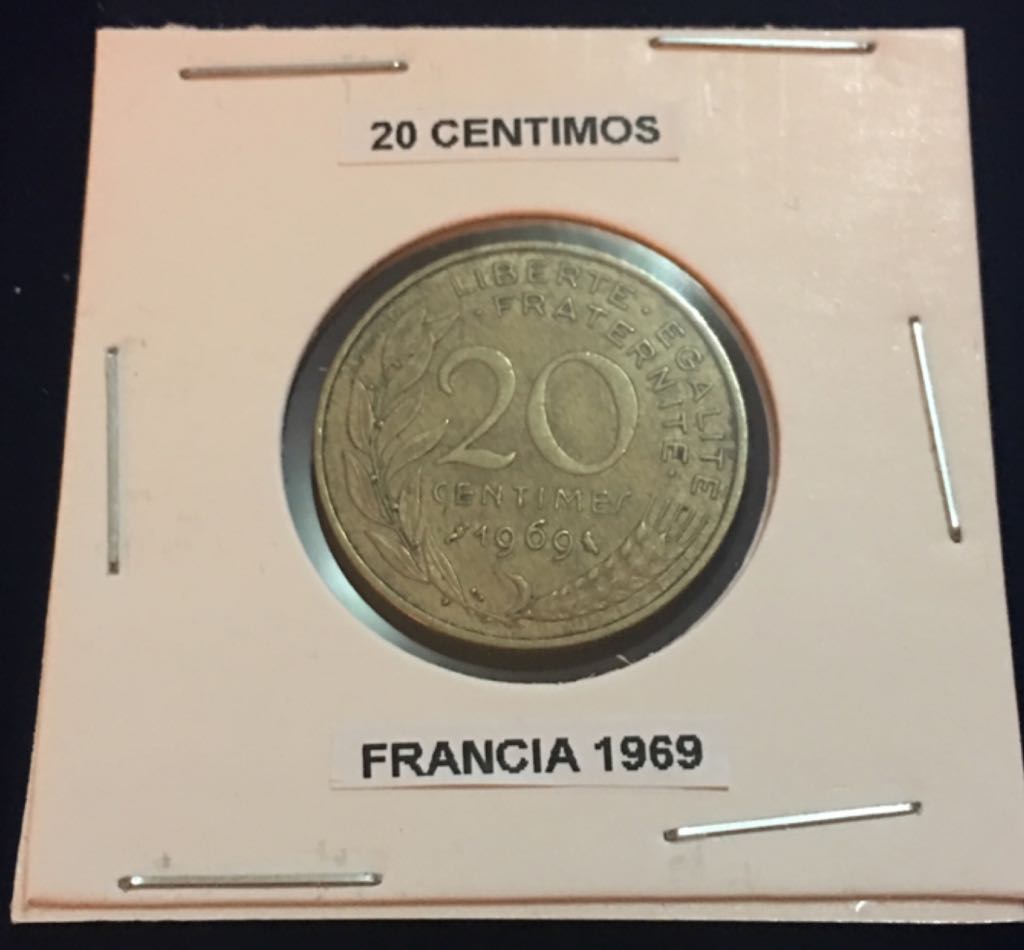 20 CENTIMOS
LIBERTE · EGALITE
· FRATERNITE ·
20
CENTIMES
1969
FRANCIA 1969